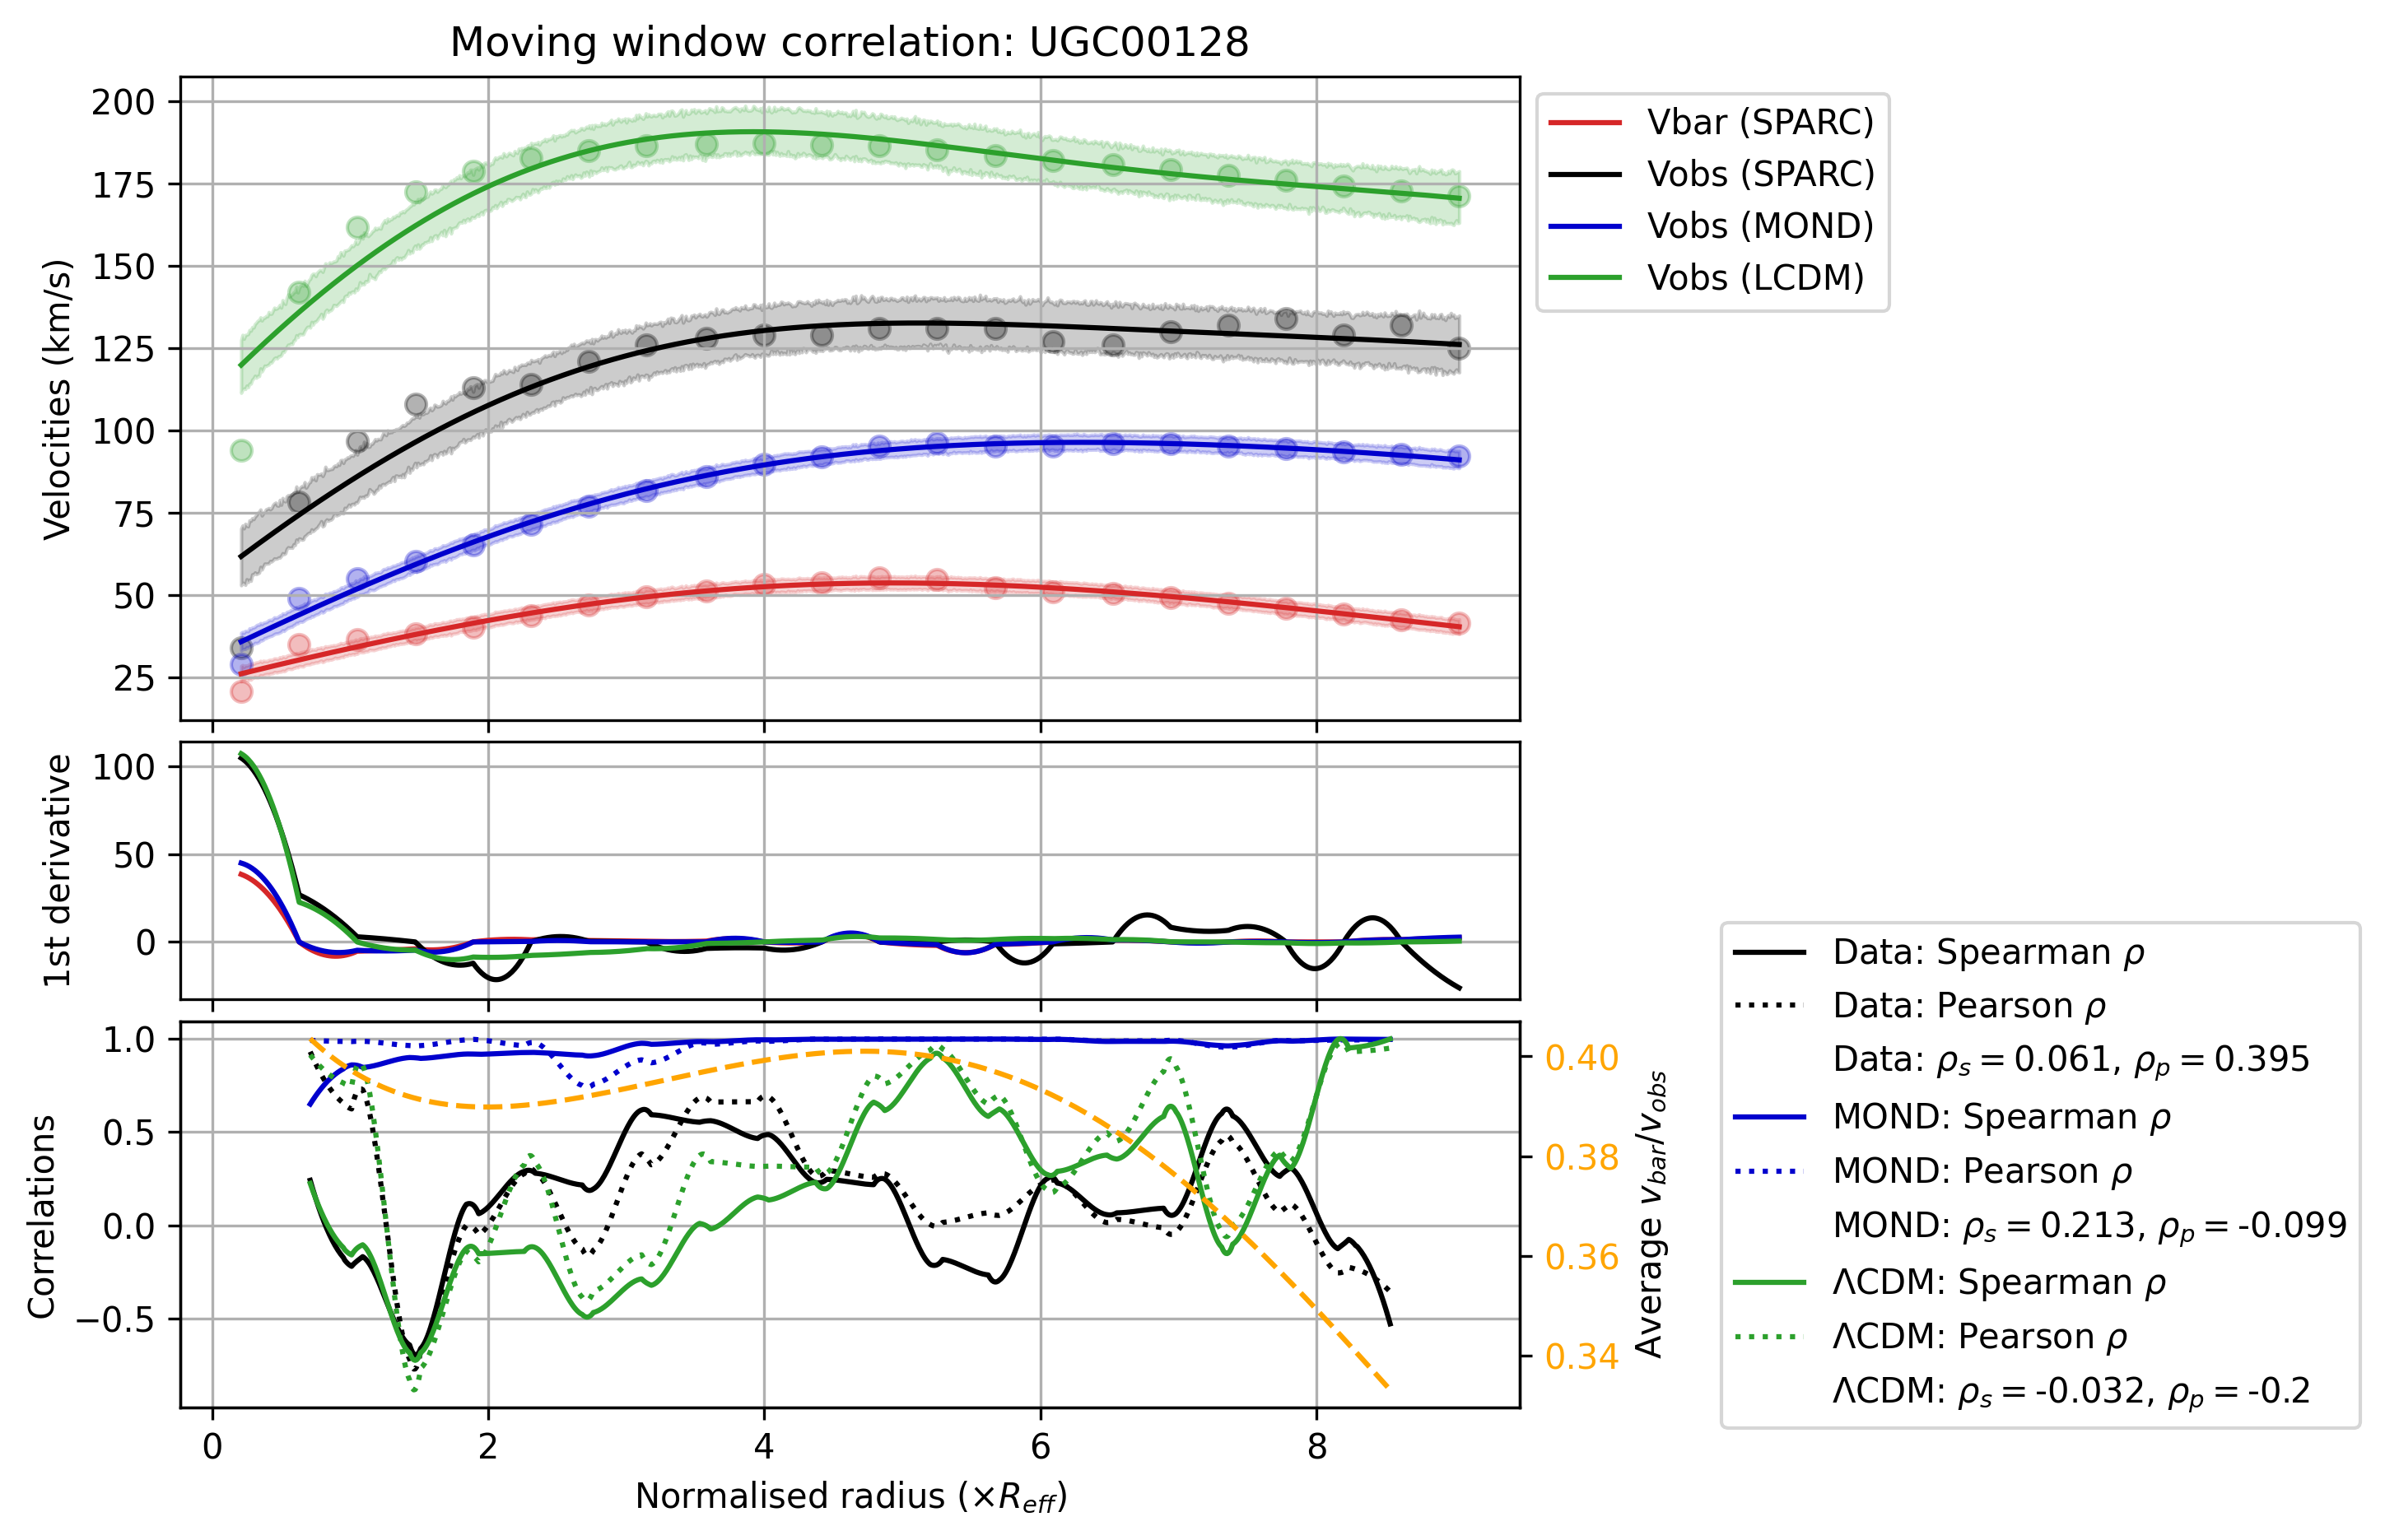 Moving window correlation: UGC00128
Velocities (km/s)
200
175
150
125
100
75
50
25
Vbar (SPARC)
Vobs (SPARC)
Vobs (MOND)
Vobs (LCDM)
1st derivative
100
50
0
Correlations
1.0
0.5
0.0
−0.5
0.40
0.38
0.36
0.34
Average v_bar/v_obs
0 2 4 6 8
Normalised radius (×R_eff)
Data: Spearman ρ
Data: Pearson ρ
Data: ρ_s = 0.061, ρ_p = 0.395
MOND: Spearman ρ
MOND: Pearson ρ
MOND: ρ_s = 0.213, ρ_p = -0.099
ΛCDM: Spearman ρ
ΛCDM: Pearson ρ
ΛCDM: ρ_s = -0.032, ρ_p = -0.2